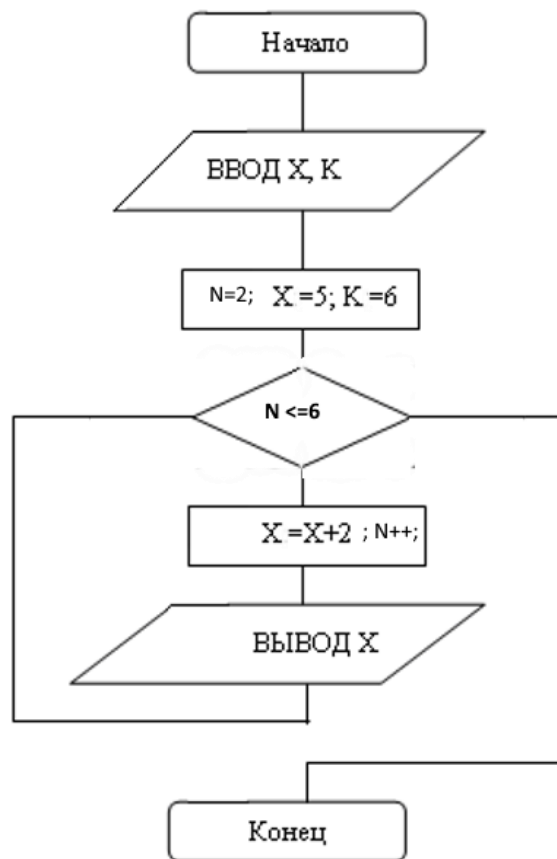 Начало
ВВОД X, K
N=2; X=5; K=6
N <=6
X=X+2 ; N++;
ВЫВОД X
Конец